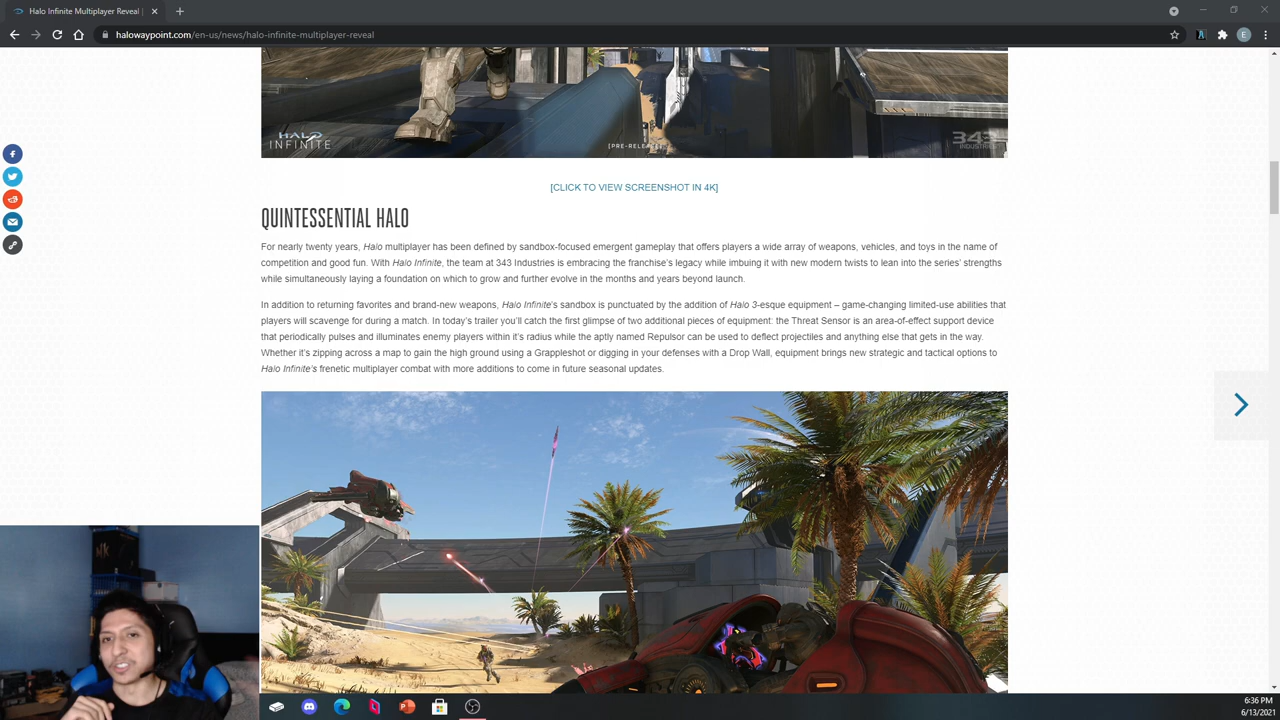 Halo Infinite Multiplayer Reveal |
halowaypoint.com/en-us/news/halo-infinite-multiplayer-reveal
E
HALO
INFINITE
[PRE-RELEASE]
343
INDUSTRIES
[CLICK TO VIEW SCREENSHOT IN 4K]
QUINTESSENTIAL HALO
For nearly twenty years, Halo multiplayer has been defined by sandbox-focused emergent gameplay that offers players a wide array of weapons, vehicles, and toys in the name of
competition and good fun. With Halo Infinite, the team at 343 Industries is embracing the franchise's legacy while imbuing it with new modern twists to lean into the series' strengths
while simultaneously laying a foundation on which to grow and further evolve in the months and years beyond launch.
In addition to returning favorites and brand-new weapons, Halo Infinite's sandbox is punctuated by the addition of Halo 3-esque equipment – game-changing limited-use abilities that
players will scavenge for during a match. In today's trailer you'll catch the first glimpse of two additional pieces of equipment: the Threat Sensor is an area-of-effect support device
that periodically pulses and illuminates enemy players within it's radius while the aptly named Repulsor can be used to deflect projectiles and anything else that gets in the way.
Whether it's zipping across a map to gain the high ground using a Grappleshot or digging in your defenses with a Drop Wall, equipment brings new strategic and tactical options to
Halo Infinite's frenetic multiplayer combat with more additions to come in future seasonal updates.
6:36 PM
6/13/2021